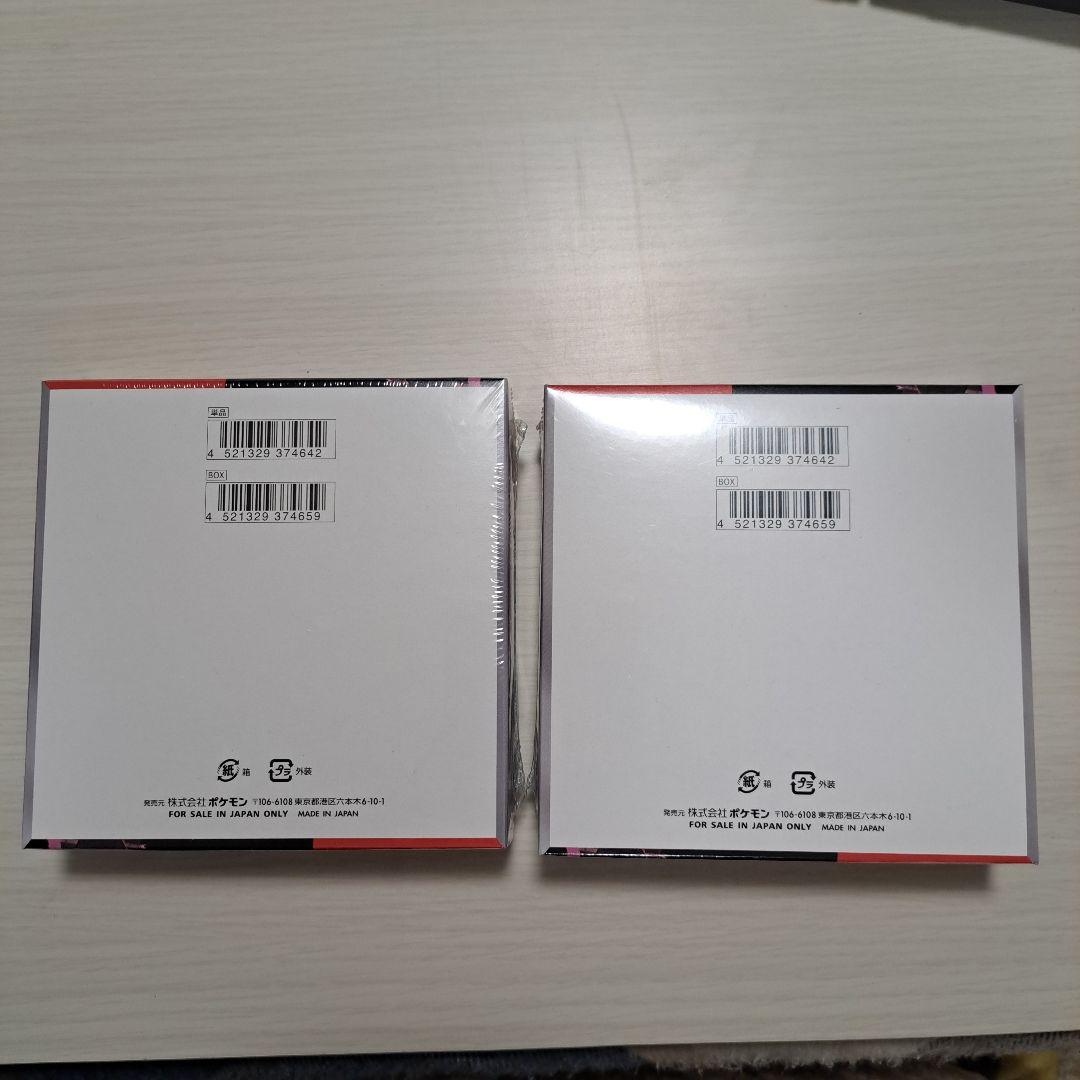 単品
4 521329 374642
BOX
4 521329 374659
紙 箱 プラ 外装
発売元 株式会社 ポケモン 〒106-6108 東京都港区六本木6-10-1
FOR SALE IN JAPAN ONLY MADE IN JAPAN
単品
4 521329 374642
BOX
4 521329 374659
紙 箱 プラ 外装
発売元 株式会社 ポケモン 〒106-6108 東京都港区六本木6-10-1
FOR SALE IN JAPAN ONLY MADE IN JAPAN